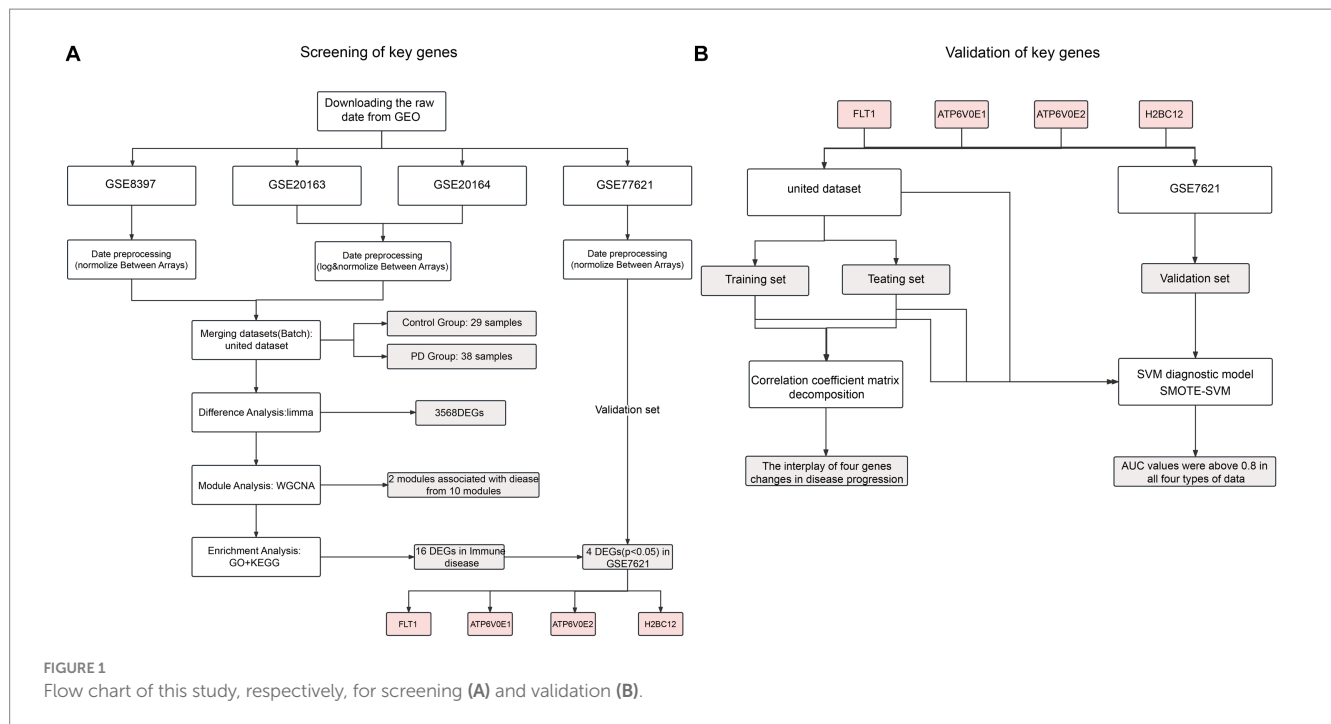 A
Screening of key genes
Downloading the raw
date from GEO
GSE8397
GSE20163
GSE20164
GSE77621
Date preprocessing
(normolize Between Arrays)
Date preprocessing
(log&normolize Between Arrays)
Date preprocessing
(normolize Between Arrays)
Merging datasets(Batch):
united dataset
Control Group: 29 samples
PD Group: 38 samples
Difference Analysis:limma
3568DEGs
Validation set
Module Analysis: WGCNA
2 modules associated with diease
from 10 modules
Enrichment Analysis:
GO+KEGG
16 DEGs in Immune
disease
4 DEGs(p<0.05) in
GSE7621
FLT1
ATP6V0E1
ATP6V0E2
H2BC12
B
Validation of key genes
FLT1
ATP6V0E1
ATP6V0E2
H2BC12
united dataset
GSE7621
Training set
Teating set
Validation set
Correlation coefficient matrix
decomposition
SVM diagnostic model
SMOTE-SVM
The interplay of four genes
changes in disease progression
AUC values were above 0.8 in
all four types of data
FIGURE 1
Flow chart of this study, respectively, for screening (A) and validation (B).